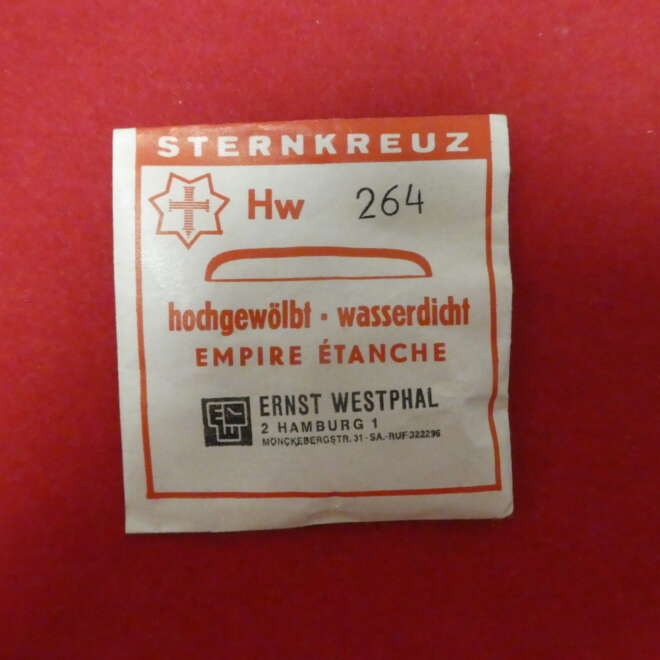 STERNKREUZ
Hw 264
hochgewölbt · wasserdicht
EMPIRE ÉTANCHE
ERNST WESTPHAL
2 HAMBURG 1
MÖNCKEBERGSTR. 31 - SA.-RUF 322296